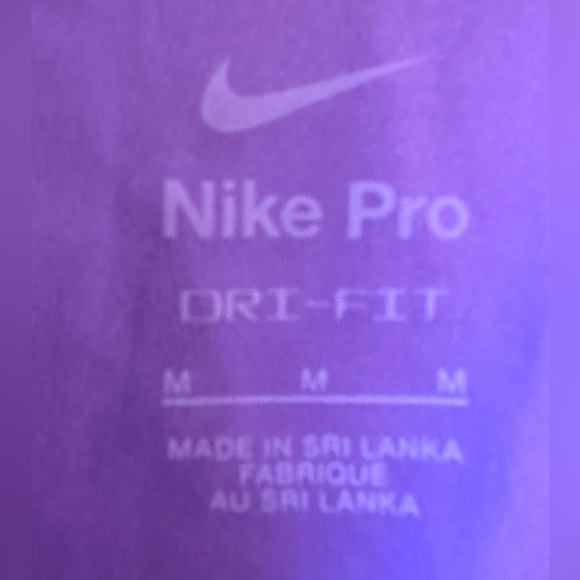 Nike Pro
DRI-FIT
M M M
MADE IN SRI LANKA
FABRIQUE
AU SRI LANKA